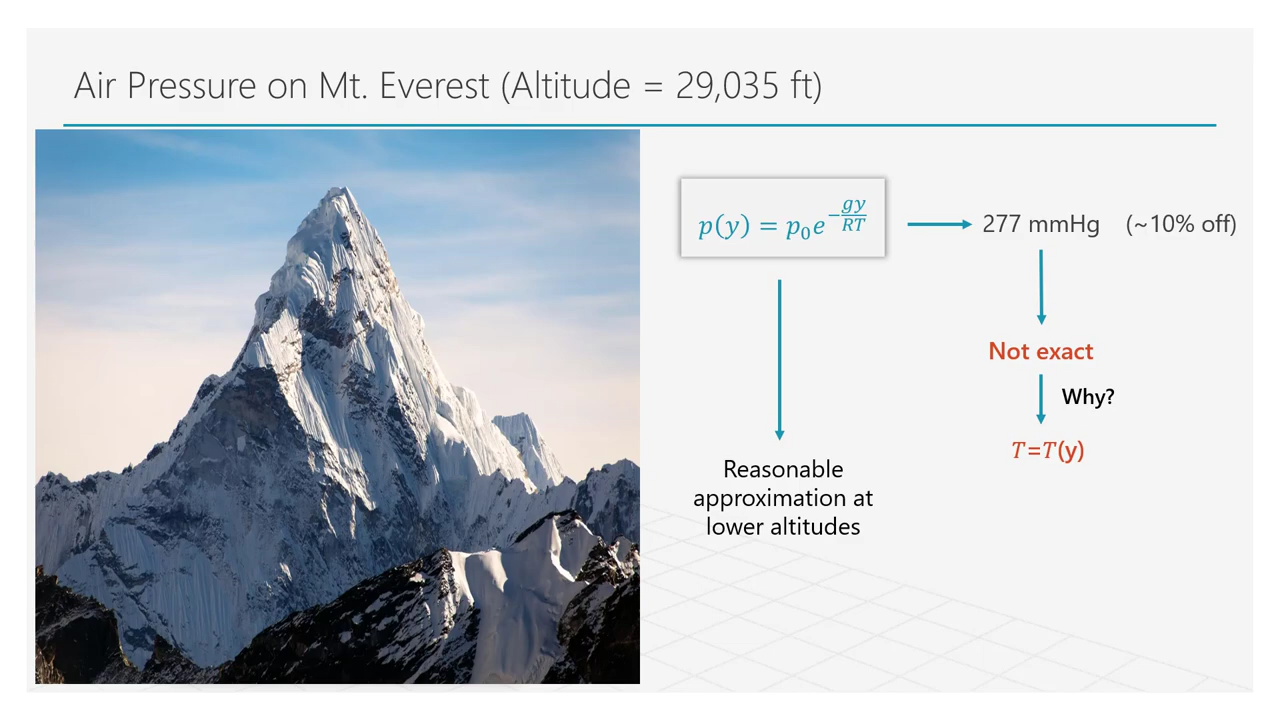 Air Pressure on Mt. Everest (Altitude = 29,035 ft)
p(y) = p₀e^{-\frac{gy}{RT}}
277 mmHg (~10% off)
Not exact
Why?
T=T(y)
Reasonable
approximation at
lower altitudes